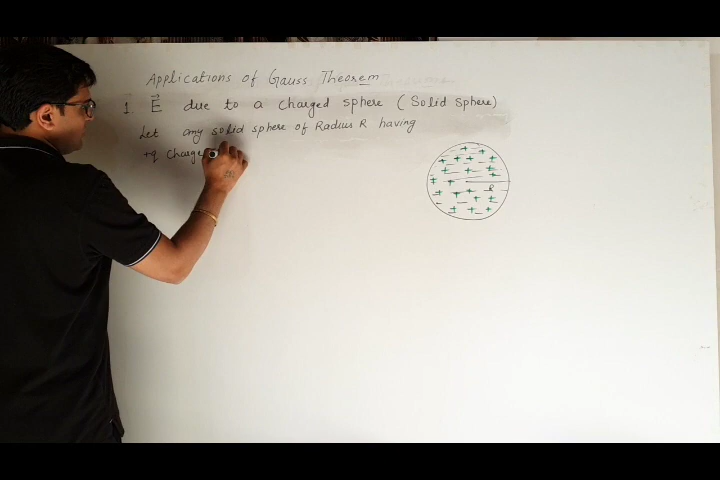 Applications of Gauss Theorem
1. E⃗ due to a charged sphere (Solid Sphere)
Let any solid sphere of Radius R having
+q charge
R